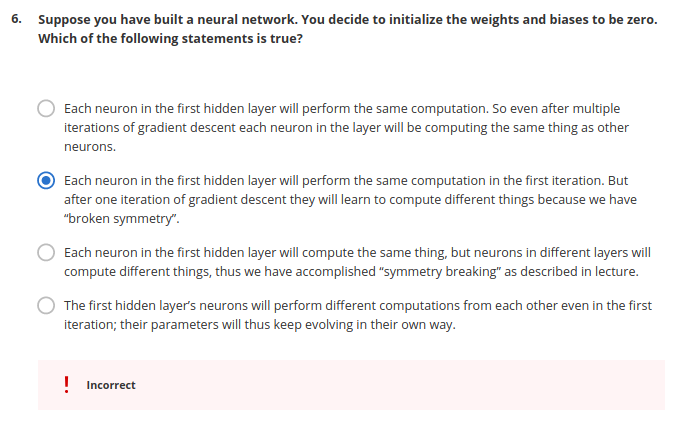 6. Suppose you have built a neural network. You decide to initialize the weights and biases to be zero.
Which of the following statements is true?
Each neuron in the first hidden layer will perform the same computation. So even after multiple
iterations of gradient descent each neuron in the layer will be computing the same thing as other
neurons.
Each neuron in the first hidden layer will perform the same computation in the first iteration. But
after one iteration of gradient descent they will learn to compute different things because we have
“broken symmetry”.
Each neuron in the first hidden layer will compute the same thing, but neurons in different layers will
compute different things, thus we have accomplished “symmetry breaking” as described in lecture.
The first hidden layer’s neurons will perform different computations from each other even in the first
iteration; their parameters will thus keep evolving in their own way.
! Incorrect